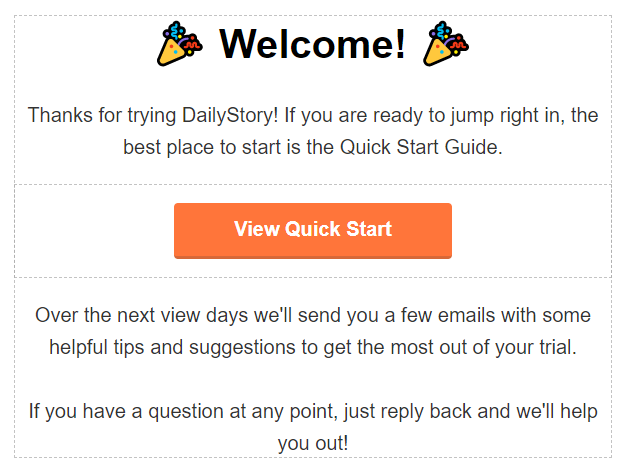 🎉 Welcome! 🎉
Thanks for trying DailyStory! If you are ready to jump right in, the
best place to start is the Quick Start Guide.
View Quick Start
Over the next view days we'll send you a few emails with some
helpful tips and suggestions to get the most out of your trial.
If you have a question at any point, just reply back and we'll help
you out!